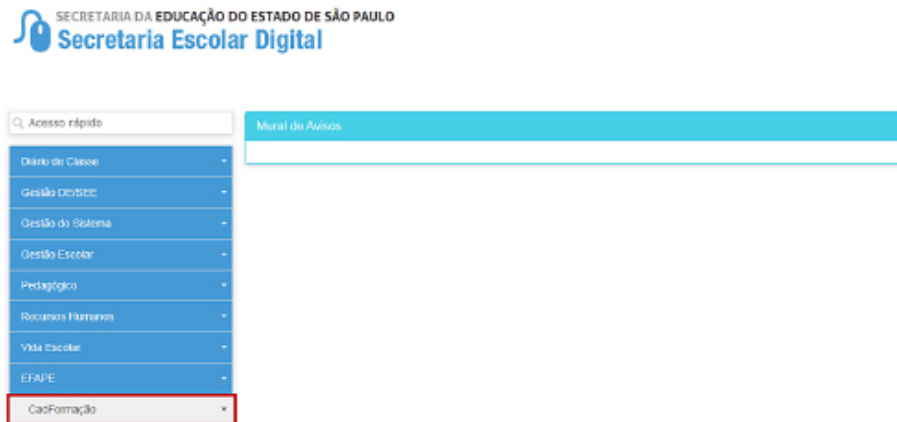 SECRETARIA DA EDUCAÇÃO DO ESTADO DE SÃO PAULO
Secretaria Escolar Digital
Acesso rápido
Mural de Avisos
Diário de Classe
Gestão DE/SEE
Gestão do Sistema
Gestão Escolar
Pedagógico
Recursos Humanos
Vida Escolar
EFAPE
CadFormação